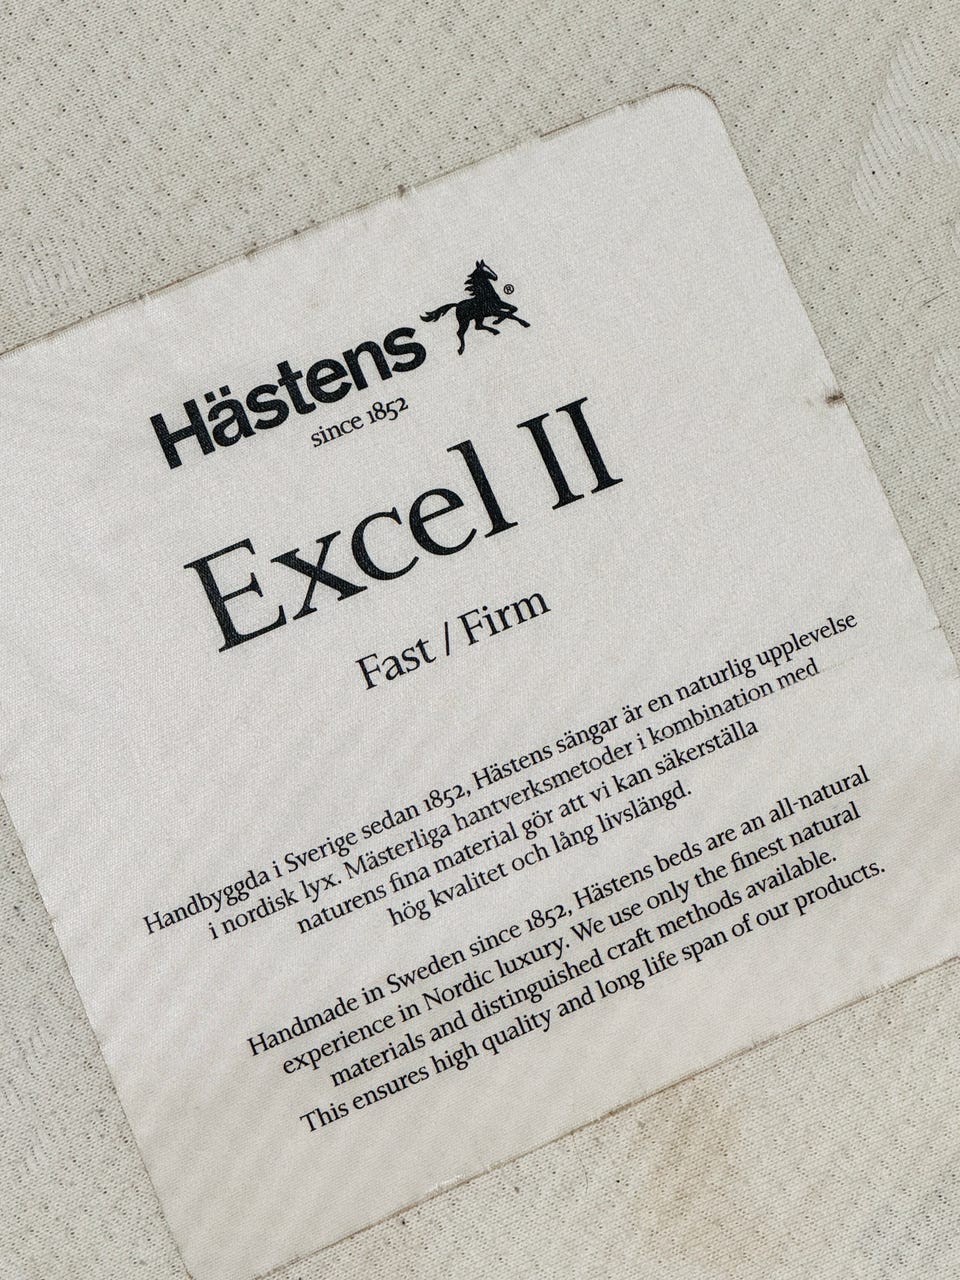 Hästens ®
since 1852
Excel II
Fast / Firm
Handbyggda i Sverige sedan 1852, Hästens sängar är en naturlig upplevelse
i nordisk lyx. Mästerliga hantverksmetoder i kombination med
naturens fina material gör att vi kan säkerställa
hög kvalitet och lång livslängd.
Handmade in Sweden since 1852, Hästens beds are an all-natural
experience in Nordic luxury. We use only the finest natural
materials and distinguished craft methods available.
This ensures high quality and long life span of our products.